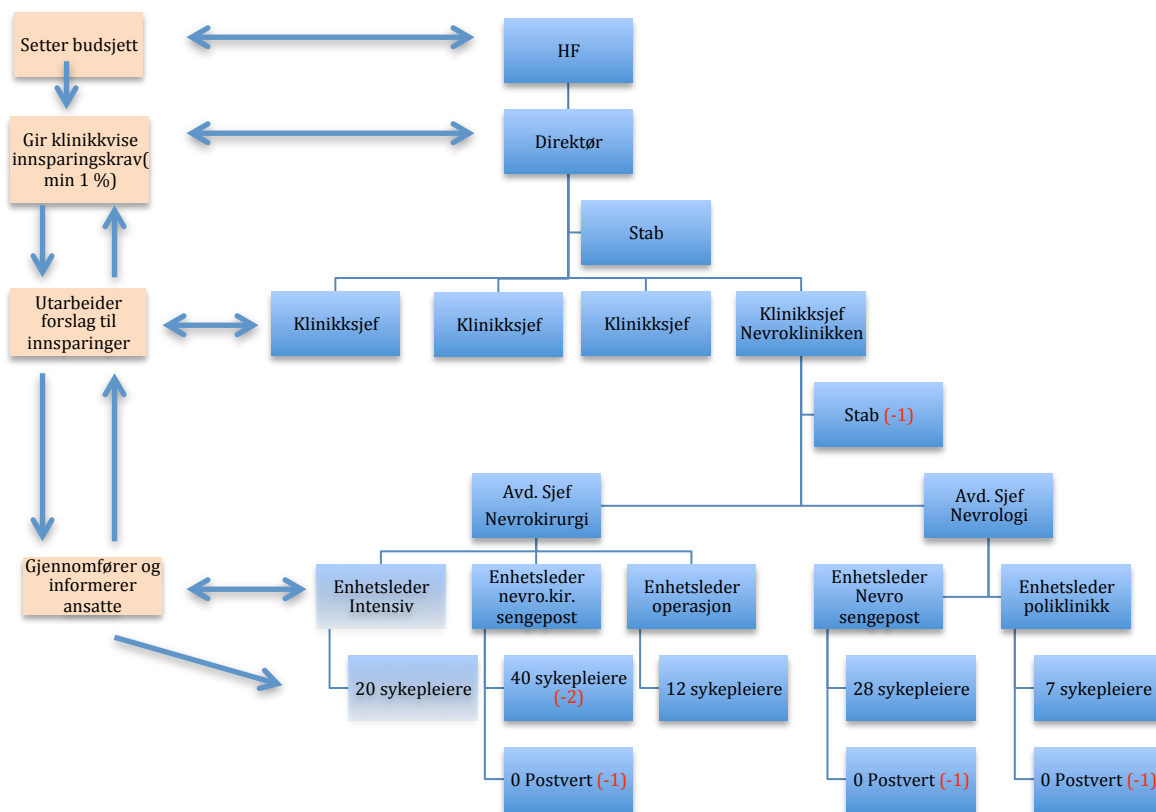 Setter budsjett
HF
Gir klinikkvise
innsparingskrav(
min 1 %)
Direktør
Stab
Utarbeider
forslag til
innsparinger
Klinikksjef
Klinikksjef
Klinikksjef
Klinikksjef
Nevroklinikken
Stab (-1)
Avd. Sjef
Nevrokirurgi
Avd. Sjef
Nevrologi
Gjennomfører og
informerer
ansatte
Enhetsleder
Intensiv
Enhetsleder
nevro.kir.
sengepost
Enhetsleder
operasjon
Enhetsleder
Nevro
sengepost
Enhetsleder
poliklinikk
20 sykepleiere
40 sykepleiere
(-2)
12 sykepleiere
28 sykepleiere
7 sykepleiere
0 Postvert (-1)
0 Postvert (-1)
0 Postvert (-1)